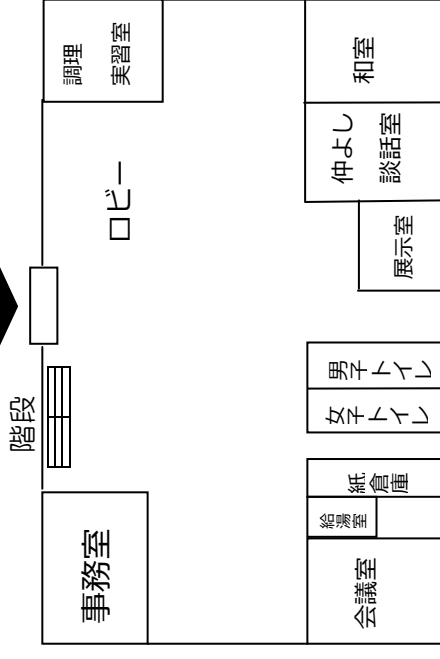 調理
実習室
ロビー
階段
事務室
和室
仲よし
談話室
展示室
男子トイレ
女子トイレ
紙倉庫
給湯室
会議室